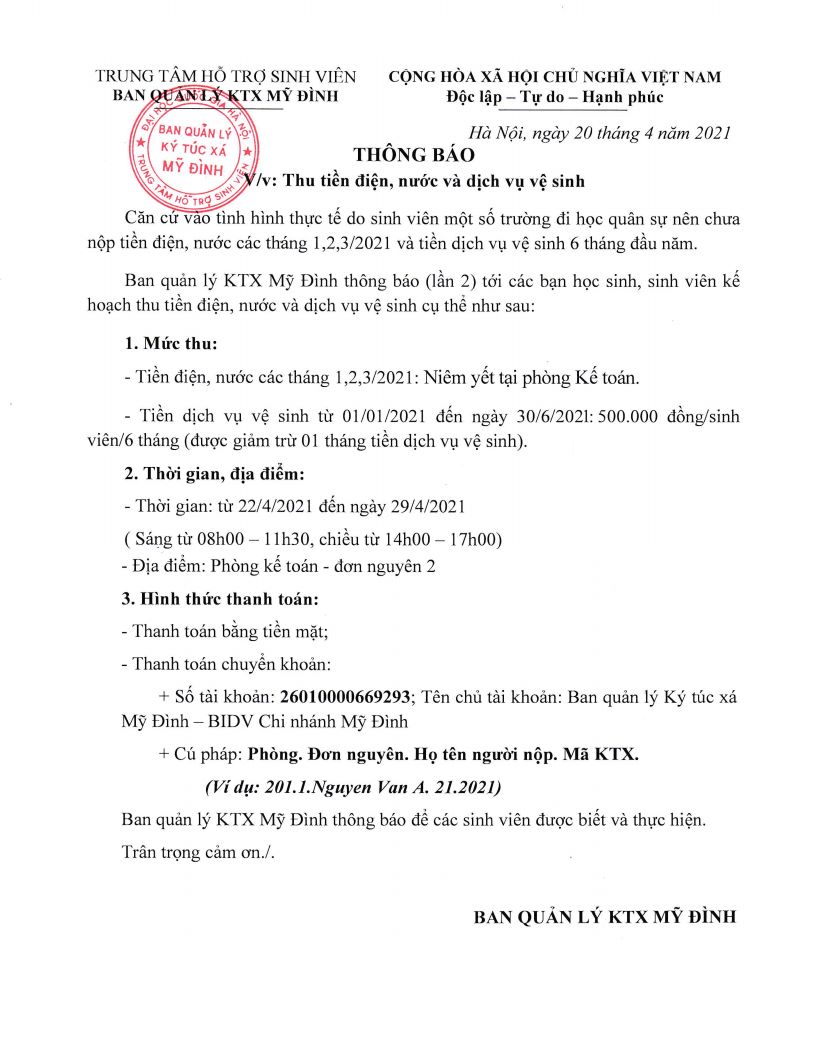 TRUNG TÂM HỖ TRỢ SINH VIÊN
BAN QUẢN LÝ KTX MỸ ĐÌNH
CỘNG HÒA XÃ HỘI CHỦ NGHĨA VIỆT NAM
Độc lập – Tự do – Hạnh phúc
ĐẠI HỌC QUỐC GIA HÀ NỘI
BAN QUẢN LÝ
KÝ TÚC XÁ
MỸ ĐÌNH
TRUNG TÂM HỖ TRỢ SINH VIÊN
Hà Nội, ngày 20 tháng 4 năm 2021
THÔNG BÁO
V/v: Thu tiền điện, nước và dịch vụ vệ sinh
Căn cứ vào tình hình thực tế do sinh viên một số trường đi học quân sự nên chưa
nộp tiền điện, nước các tháng 1,2,3/2021 và tiền dịch vụ vệ sinh 6 tháng đầu năm.
Ban quản lý KTX Mỹ Đình thông báo (lần 2) tới các bạn học sinh, sinh viên kế
hoạch thu tiền điện, nước và dịch vụ vệ sinh cụ thể như sau:
1. Mức thu:
- Tiền điện, nước các tháng 1,2,3/2021: Niêm yết tại phòng Kế toán.
- Tiền dịch vụ vệ sinh từ 01/01/2021 đến ngày 30/6/2021: 500.000 đồng/sinh
viên/6 tháng (được giảm trừ 01 tháng tiền dịch vụ vệ sinh).
2. Thời gian, địa điểm:
- Thời gian: từ 22/4/2021 đến ngày 29/4/2021
( Sáng từ 08h00 – 11h30, chiều từ 14h00 – 17h00)
- Địa điểm: Phòng kế toán - đơn nguyên 2
3. Hình thức thanh toán:
- Thanh toán bằng tiền mặt;
- Thanh toán chuyển khoản:
+ Số tài khoản: 26010000669293; Tên chủ tài khoản: Ban quản lý Ký túc xá
Mỹ Đình – BIDV Chi nhánh Mỹ Đình
+ Cú pháp: Phòng. Đơn nguyên. Họ tên người nộp. Mã KTX.
(Ví dụ: 201.1.Nguyen Van A. 21.2021)
Ban quản lý KTX Mỹ Đình thông báo để các sinh viên được biết và thực hiện.
Trân trọng cảm ơn./.
BAN QUẢN LÝ KTX MỸ ĐÌNH